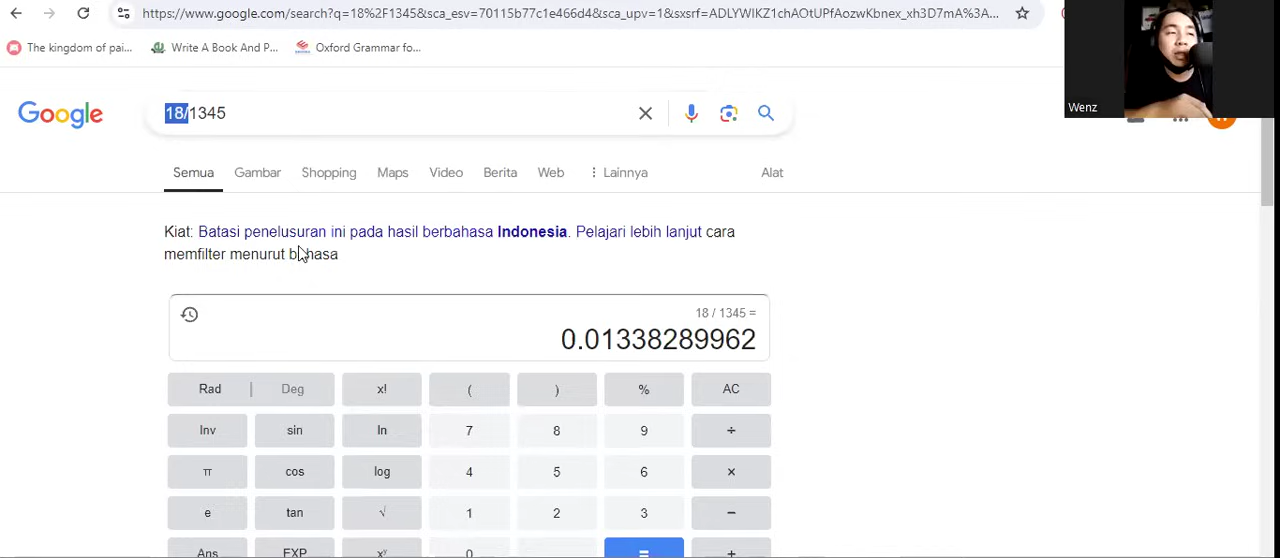 https://www.google.com/search?q=18%2F1345&sca_esv=70115b77c1e466d4&sca_upv=1&sxsrf=ADLYWIKZ1chAOtUPfAozwKbnex_xh3D7mA%3A...
The kingdom of pai...
Write A Book And P...
Oxford Grammar fo...
Wenz
Google
18/1345
Semua
Gambar
Shopping
Maps
Video
Berita
Web
Lainnya
Alat
Kiat: Batasi penelusuran ini pada hasil berbahasa Indonesia. Pelajari lebih lanjut cara
memfilter menurut bahasa
18 / 1345 =
0.01338289962
Rad | Deg x! ( ) % AC
Inv sin ln 7 8 9 ÷
π cos log 4 5 6 ×
e tan √ 1 2 3 −
Ans EXP xʸ 0 = +